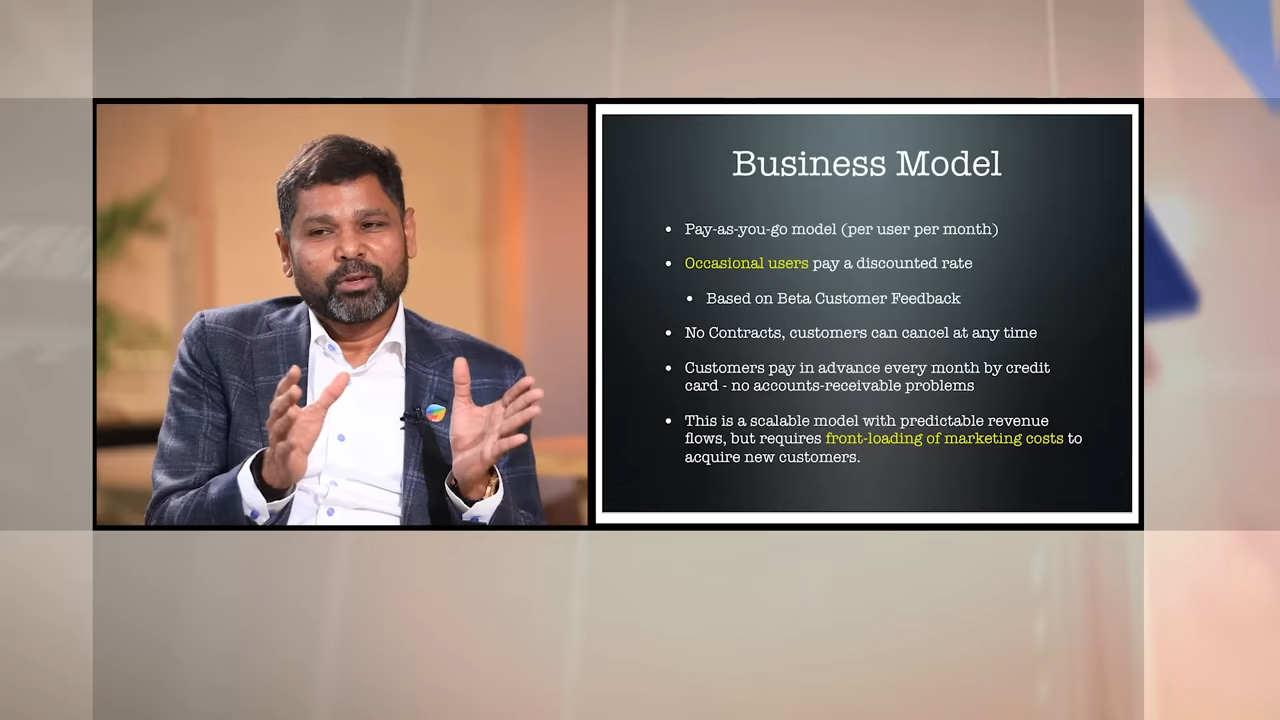 Business Model
• Pay-as-you-go model (per user per month)
• Occasional users pay a discounted rate
• Based on Beta Customer Feedback
• No Contracts, customers can cancel at any time
• Customers pay in advance every month by credit
card - no accounts-receivable problems
• This is a scalable model with predictable revenue
flows, but requires front-loading of marketing costs to
acquire new customers.